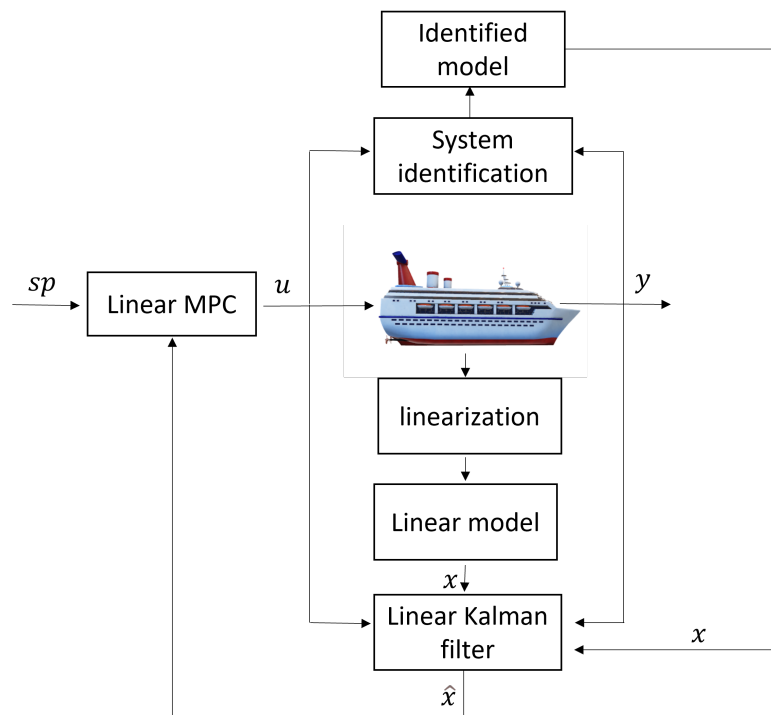 Identified
model
System
identification
sp
Linear MPC
u
y
linearization
Linear model
x
Linear Kalman
filter
x
x̂